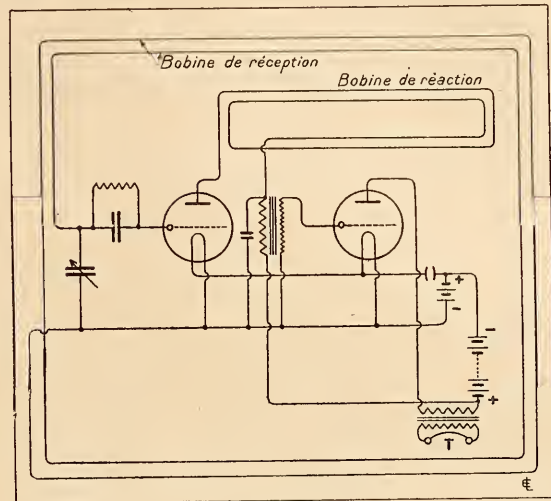 Bobine de réception
Bobine de réaction
+
-
-
+
T